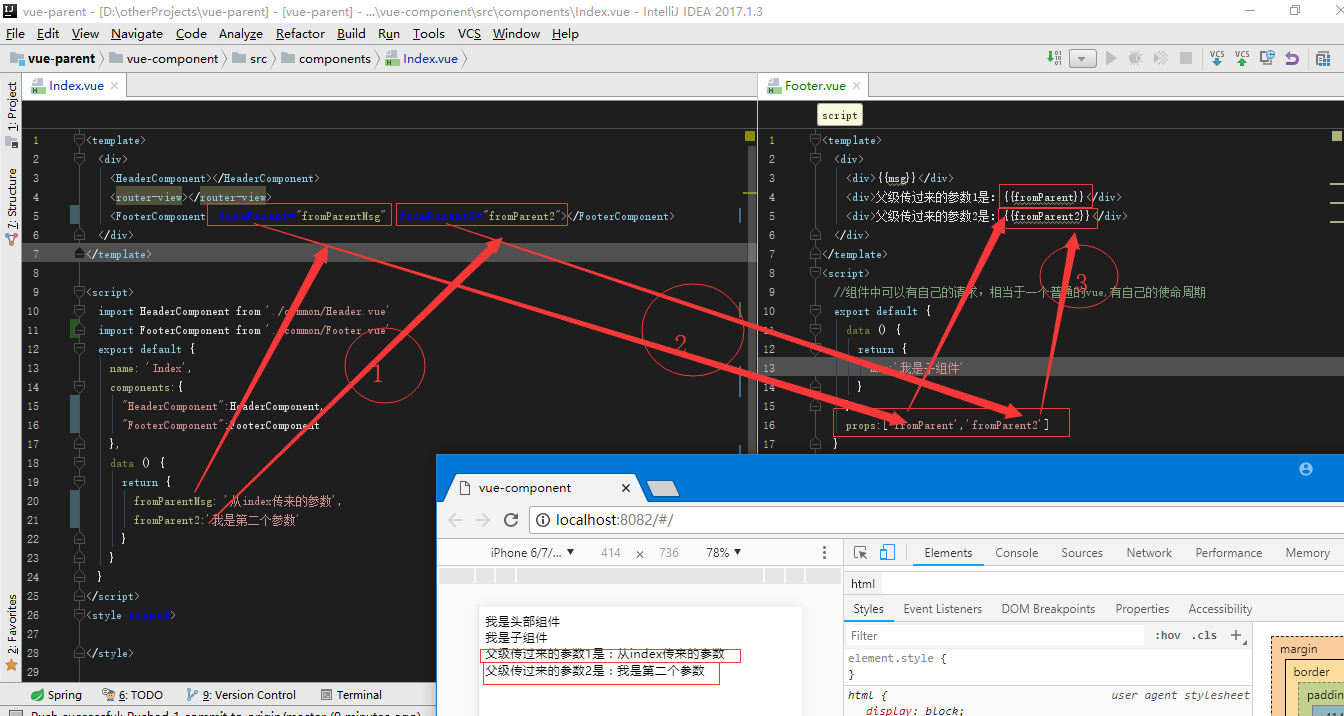 vue-parent - [D:\otherProjects\vue-parent] - [vue-parent] - ...\vue-component\src\components\Index.vue - IntelliJ IDEA 2017.1.3
File Edit View Navigate Code Analyze Refactor Build Run Tools VCS Window Help
vue-parent vue-component src components Index.vue
VCS VCS
1: Project
7: Structure
2: Favorites
Index.vue
1 <template>
2 <div>
3 <HeaderComponent></HeaderComponent>
4 <router-view></router-view>
5 <FooterComponent :fromParent="fromParentMsg" :fromParent2="fromParent2"></FooterComponent>
6 </div>
7 </template>
8
9 <script>
10 import HeaderComponent from './common/Header.vue'
11 import FooterComponent from './common/Footer.vue'
12 export default {
13 name: 'Index',
14 components:{
15 "HeaderComponent":HeaderComponent,
16 "FooterComponent":FooterComponent
17 },
18 data () {
19 return {
20 fromParentMsg: '从index传来的参数',
21 fromParent2:'我是第二个参数'
22 }
23 }
24 }
25 </script>
26 <style scoped>
27
28 </style>
29
Footer.vue
script
1 <template>
2 <div>
3 <div>{{msg}}</div>
4 <div>父级传过来的参数1是: {{fromParent}}</div>
5 <div>父级传过来的参数2是: {{fromParent2}}</div>
6 </div>
7 </template>
8 <script>
9 //组件中可以有自己的请求，相当于一个普通的vue,有自己的使命周期
10 export default {
11 data () {
12 return {
13 '我是子组件'
14 }
15
16 props:['fromParent','fromParent2']
17 }
1
2
3
vue-component
localhost:8082/#/
iPhone 6/7/... 414 × 736 78%
Elements Console Sources Network Performance Memory
html
Styles Event Listeners DOM Breakpoints Properties Accessibility
Filter :hov .cls +
element.style {
}
html { user agent stylesheet
display: block;
margin
border
我是头部组件
我是子组件
父级传过来的参数1是：从index传来的参数
父级传过来的参数2是：我是第二个参数
Spring 6: TODO 9: Version Control Terminal